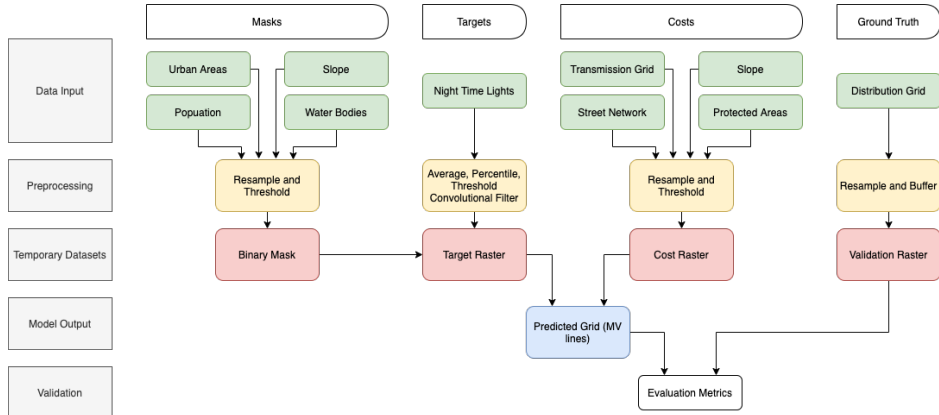 Masks
Targets
Costs
Ground Truth
Data Input
Urban Areas
Slope
Night Time Lights
Transmission Grid
Slope
Distribution Grid
Popuation
Water Bodies
Street Network
Protected Areas
Preprocessing
Resample and
Threshold
Average, Percentile,
Threshold
Convolutional Filter
Resample and
Threshold
Resample and Buffer
Temporary Datasets
Binary Mask
Target Raster
Cost Raster
Validation Raster
Model Output
Predicted Grid (MV
lines)
Validation
Evaluation Metrics